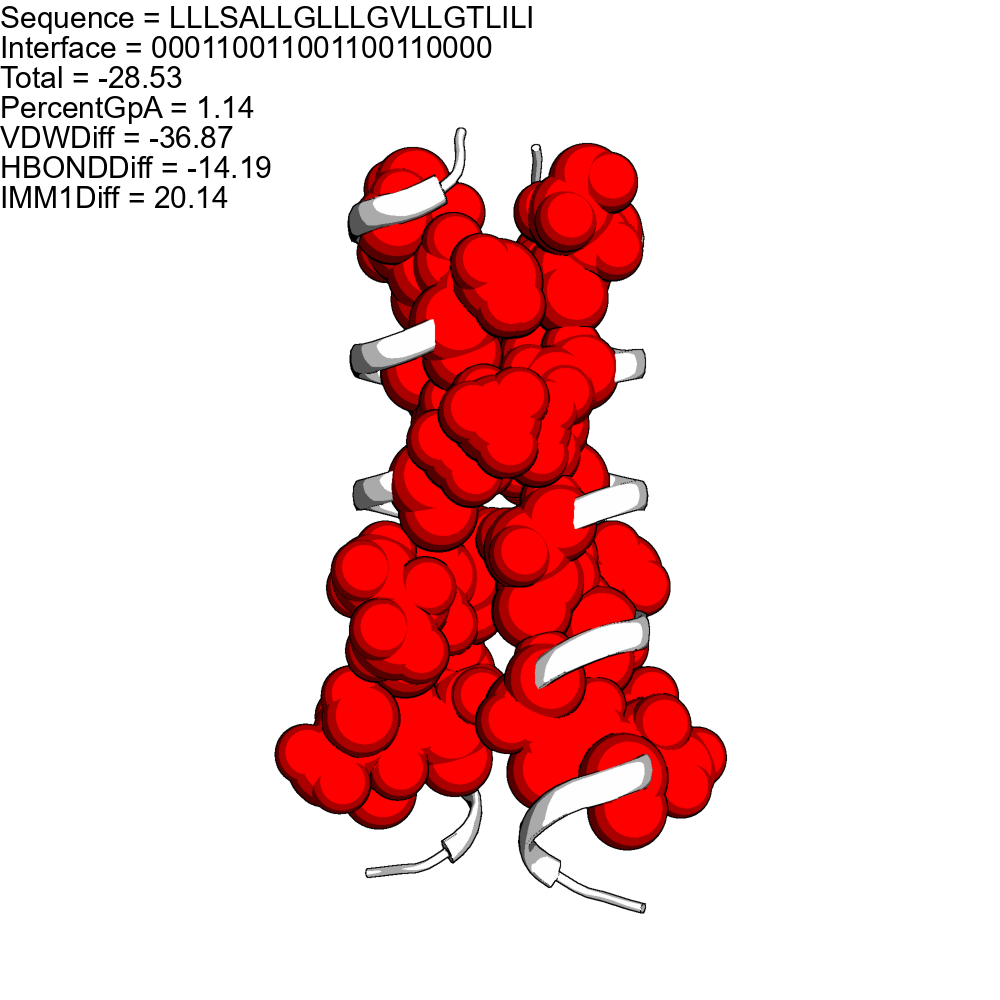 Sequence = LLLSALLGLLLGVLLGTLILI
Interface = 000110011001100110000
Total = -28.53
PercentGpA = 1.14
VDWDiff = -36.87
HBONDDiff = -14.19
IMM1Diff = 20.14